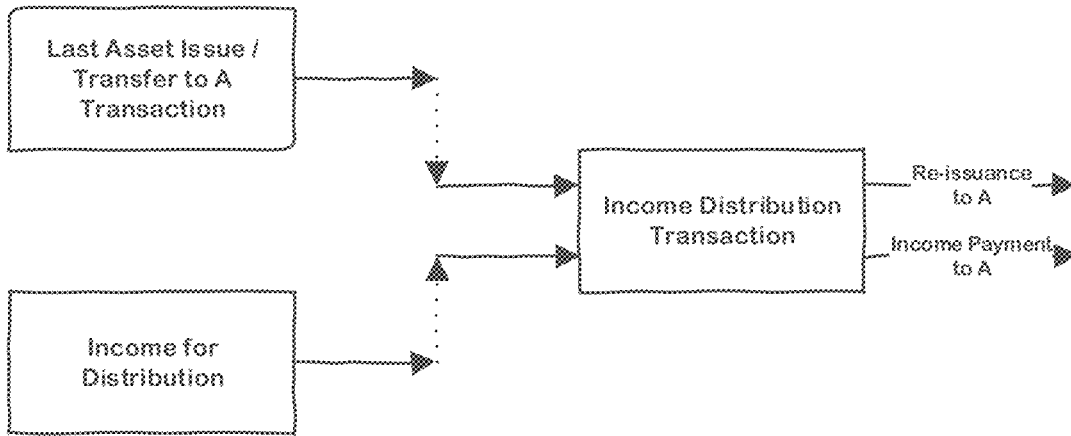 Last Asset Issue /
Transfer to A
Transaction
Re-issuance
to A
Income Distribution
Transaction
Income Payment
to A
Income for
Distribution